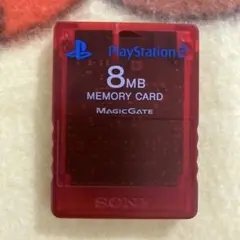 PlayStation 2
8MB
MEMORY CARD
MAGICGATE
SONY